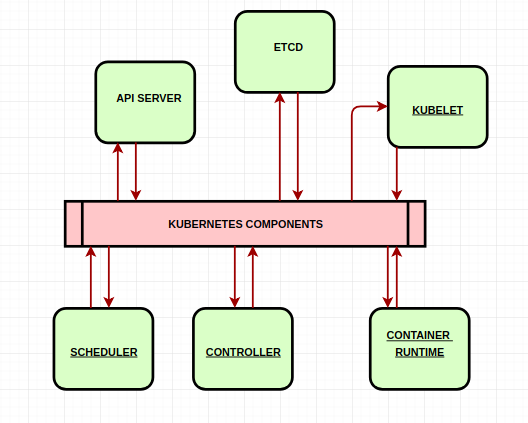 ETCD
API SERVER
KUBELET
KUBERNETES COMPONENTS
SCHEDULER
CONTROLLER
CONTAINER
RUNTIME